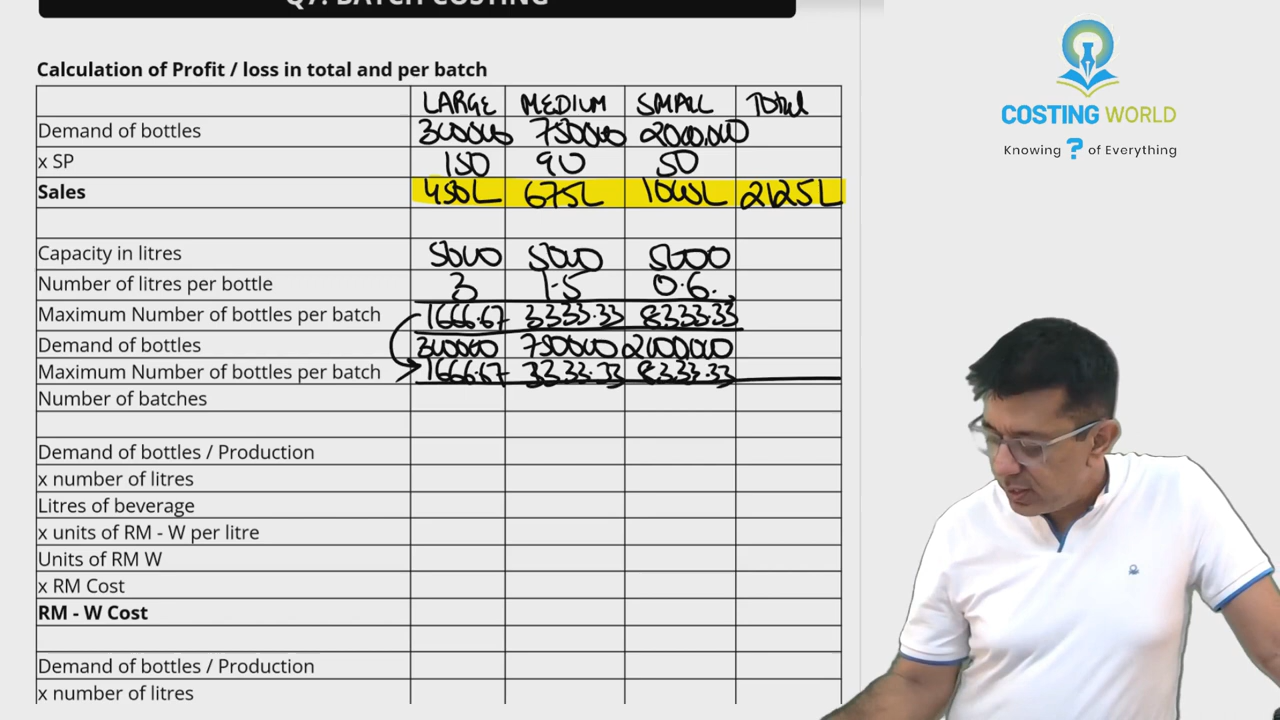 Q7. BATCH COSTING
Calculation of Profit / loss in total and per batch
LARGE MEDIUM SMALL Total
Demand of bottles 300000 750000 2000,000
x SP 150 90 50
Sales 450L 675L 1000L 2125L
Capacity in litres 5000 5000 5000
Number of litres per bottle 3 1.5 0.6.
Maximum Number of bottles per batch 1666.67 3333.33 8333.33
Demand of bottles 300000 750000 2000000
Maximum Number of bottles per batch 1666.67 3333.33 8333.33
Number of batches
Demand of bottles / Production
x number of litres
Litres of beverage
x units of RM - W per litre
Units of RM W
x RM Cost
RM - W Cost
Demand of bottles / Production
x number of litres
COSTING WORLD
Knowing ? of Everything